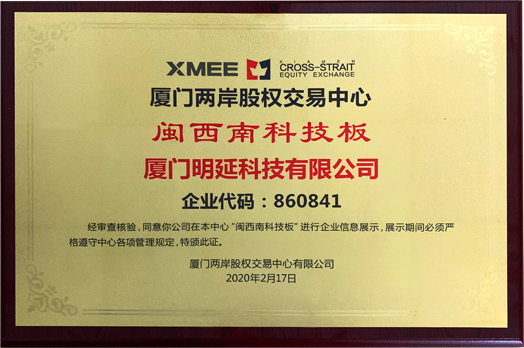 XMEE CROSS-STRAIT
EQUITY EXCHANGE
厦门两岸股权交易中心
闽西南科技板
厦门明延科技有限公司
企业代码：860841
经审查核验，同意你公司在本中心“闽西南科技板”进行企业信息展示，展示期间必须严
格遵守中心各项管理规定，特颁此证。
厦门两岸股权交易中心有限公司
2020年2月17日